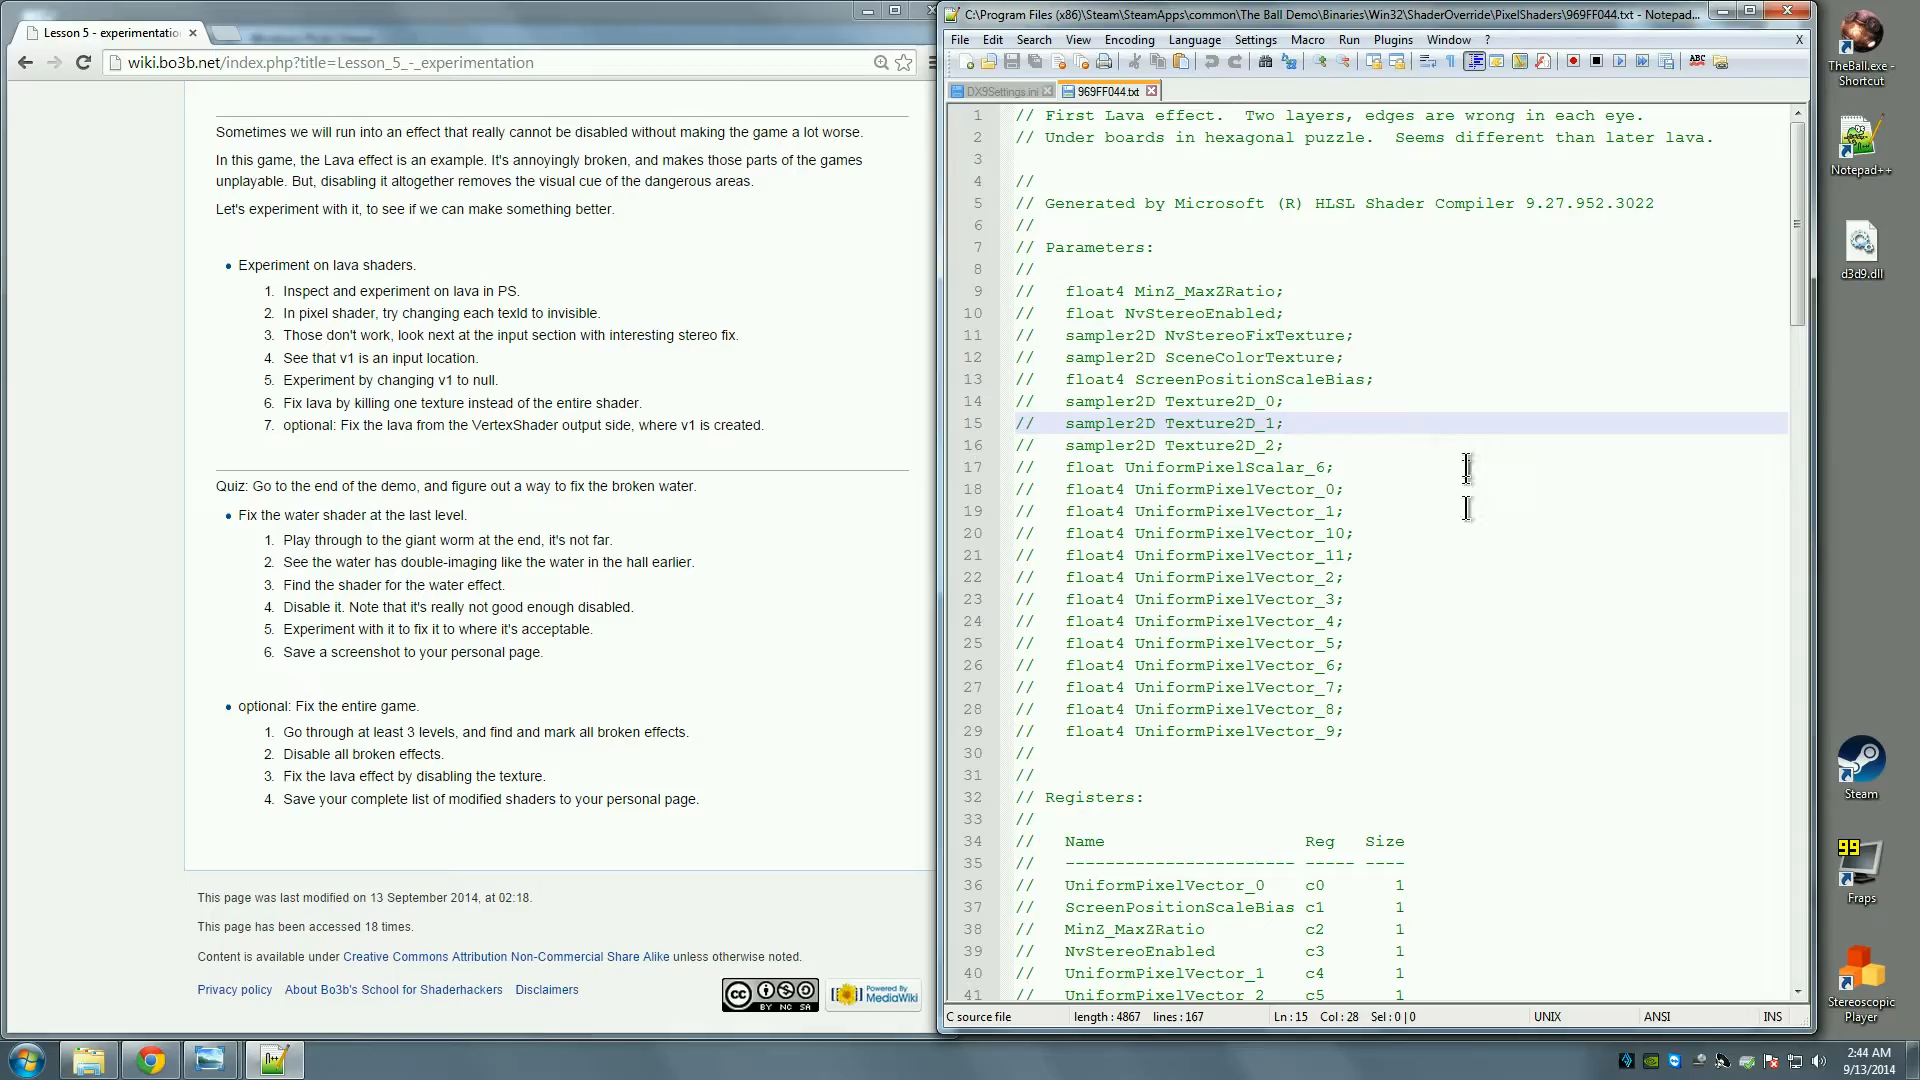 Lesson 5 - experimentatio
wiki.bo3b.net/index.php?title=Lesson_5_-_experimentation
Sometimes we will run into an effect that really cannot be disabled without making the game a lot worse.
In this game, the Lava effect is an example. It's annoyingly broken, and makes those parts of the games
unplayable. But, disabling it altogether removes the visual cue of the dangerous areas.
Let's experiment with it, to see if we can make something better.
Experiment on lava shaders.
1. Inspect and experiment on lava in PS.
2. In pixel shader, try changing each texld to invisible.
3. Those don't work, look next at the input section with interesting stereo fix.
4. See that v1 is an input location.
5. Experiment by changing v1 to null.
6. Fix lava by killing one texture instead of the entire shader.
7. optional: Fix the lava from the VertexShader output side, where v1 is created.
Quiz: Go to the end of the demo, and figure out a way to fix the broken water.
Fix the water shader at the last level.
1. Play through to the giant worm at the end, it's not far.
2. See the water has double-imaging like the water in the hall earlier.
3. Find the shader for the water effect.
4. Disable it. Note that it's really not good enough disabled.
5. Experiment with it to fix it to where it's acceptable.
6. Save a screenshot to your personal page.
optional: Fix the entire game.
1. Go through at least 3 levels, and find and mark all broken effects.
2. Disable all broken effects.
3. Fix the lava effect by disabling the texture.
4. Save your complete list of modified shaders to your personal page.
This page was last modified on 13 September 2014, at 02:18.
This page has been accessed 18 times.
Content is available under Creative Commons Attribution Non-Commercial Share Alike unless otherwise noted.
Privacy policy About Bo3b's School for Shaderhackers Disclaimers
cc BY NC SA
Powered By MediaWiki
C:\Program Files (x86)\Steam\SteamApps\common\The Ball Demo\Binaries\Win32\ShaderOverride\PixelShaders\969FF044.txt - Notepad...
File Edit Search View Encoding Language Settings Macro Run Plugins Window ? X
DX9Settings.ini 969FF044.txt
1 // First Lava effect. Two layers, edges are wrong in each eye.
2 // Under boards in hexagonal puzzle. Seems different than later lava.
3
4 //
5 // Generated by Microsoft (R) HLSL Shader Compiler 9.27.952.3022
6 //
7 // Parameters:
8 //
9 // float4 MinZ_MaxZRatio;
10 // float NvStereoEnabled;
11 // sampler2D NvStereoFixTexture;
12 // sampler2D SceneColorTexture;
13 // float4 ScreenPositionScaleBias;
14 // sampler2D Texture2D_0;
15 // sampler2D Texture2D_1;
16 // sampler2D Texture2D_2;
17 // float UniformPixelScalar_6;
18 // float4 UniformPixelVector_0;
19 // float4 UniformPixelVector_1;
20 // float4 UniformPixelVector_10;
21 // float4 UniformPixelVector_11;
22 // float4 UniformPixelVector_2;
23 // float4 UniformPixelVector_3;
24 // float4 UniformPixelVector_4;
25 // float4 UniformPixelVector_5;
26 // float4 UniformPixelVector_6;
27 // float4 UniformPixelVector_7;
28 // float4 UniformPixelVector_8;
29 // float4 UniformPixelVector_9;
30 //
31 //
32 // Registers:
33 //
34 // Name Reg Size
35 // ----------------------- ----- ----
36 // UniformPixelVector_0 c0 1
37 // ScreenPositionScaleBias c1 1
38 // MinZ_MaxZRatio c2 1
39 // NvStereoEnabled c3 1
40 // UniformPixelVector_1 c4 1
41 // UniformPixelVector_2 c5 1
C source file length : 4867 lines : 167 Ln : 15 Col : 28 Sel : 0 | 0 UNIX ANSI INS
TheBall.exe - Shortcut
Notepad++
d3d9.dll
Steam
99
Fraps
Stereoscopic Player
2:44 AM
9/13/2014